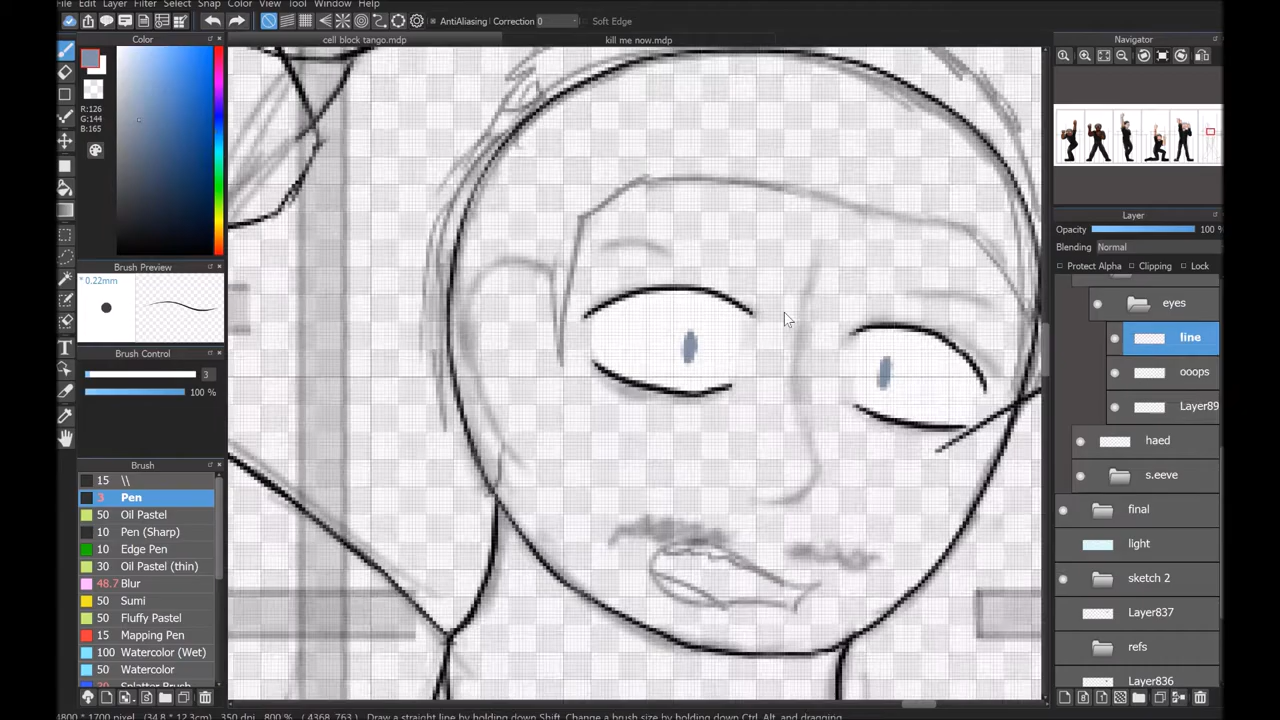 File Edit Layer Filter Select Snap Color Tool Window Help
AntiAliasing Correction 0 Soft Edge
cell block tango.mdp kill me now.mdp
Color
R:126
G:144
B:165
Brush Preview
* 0.22mm
Brush Control
3
100 %
Brush
15 \\
3 Pen
50 Oil Pastel
10 Pen (Sharp)
10 Edge Pen
30 Oil Pastel (thin)
48.7 Blur
50 Sumi
50 Fluffy Pastel
15 Mapping Pen
100 Watercolor (Wet)
50 Watercolor
Splatter Brush
Navigator
Layer
Opacity 100 %
Blending Normal
Protect Alpha Clipping Lock
eyes
line
ooops
Layer89
haed
s.eeve
final
light
sketch 2
Layer837
refs
Layer836
4800 * 1700 pixel (34.8 * 12.3cm) 350 dpi 800 % ( 4368, 763 ) Draw a straight line by holding down Shift, Change a brush size by holding down Ctrl, Alt, and dragging